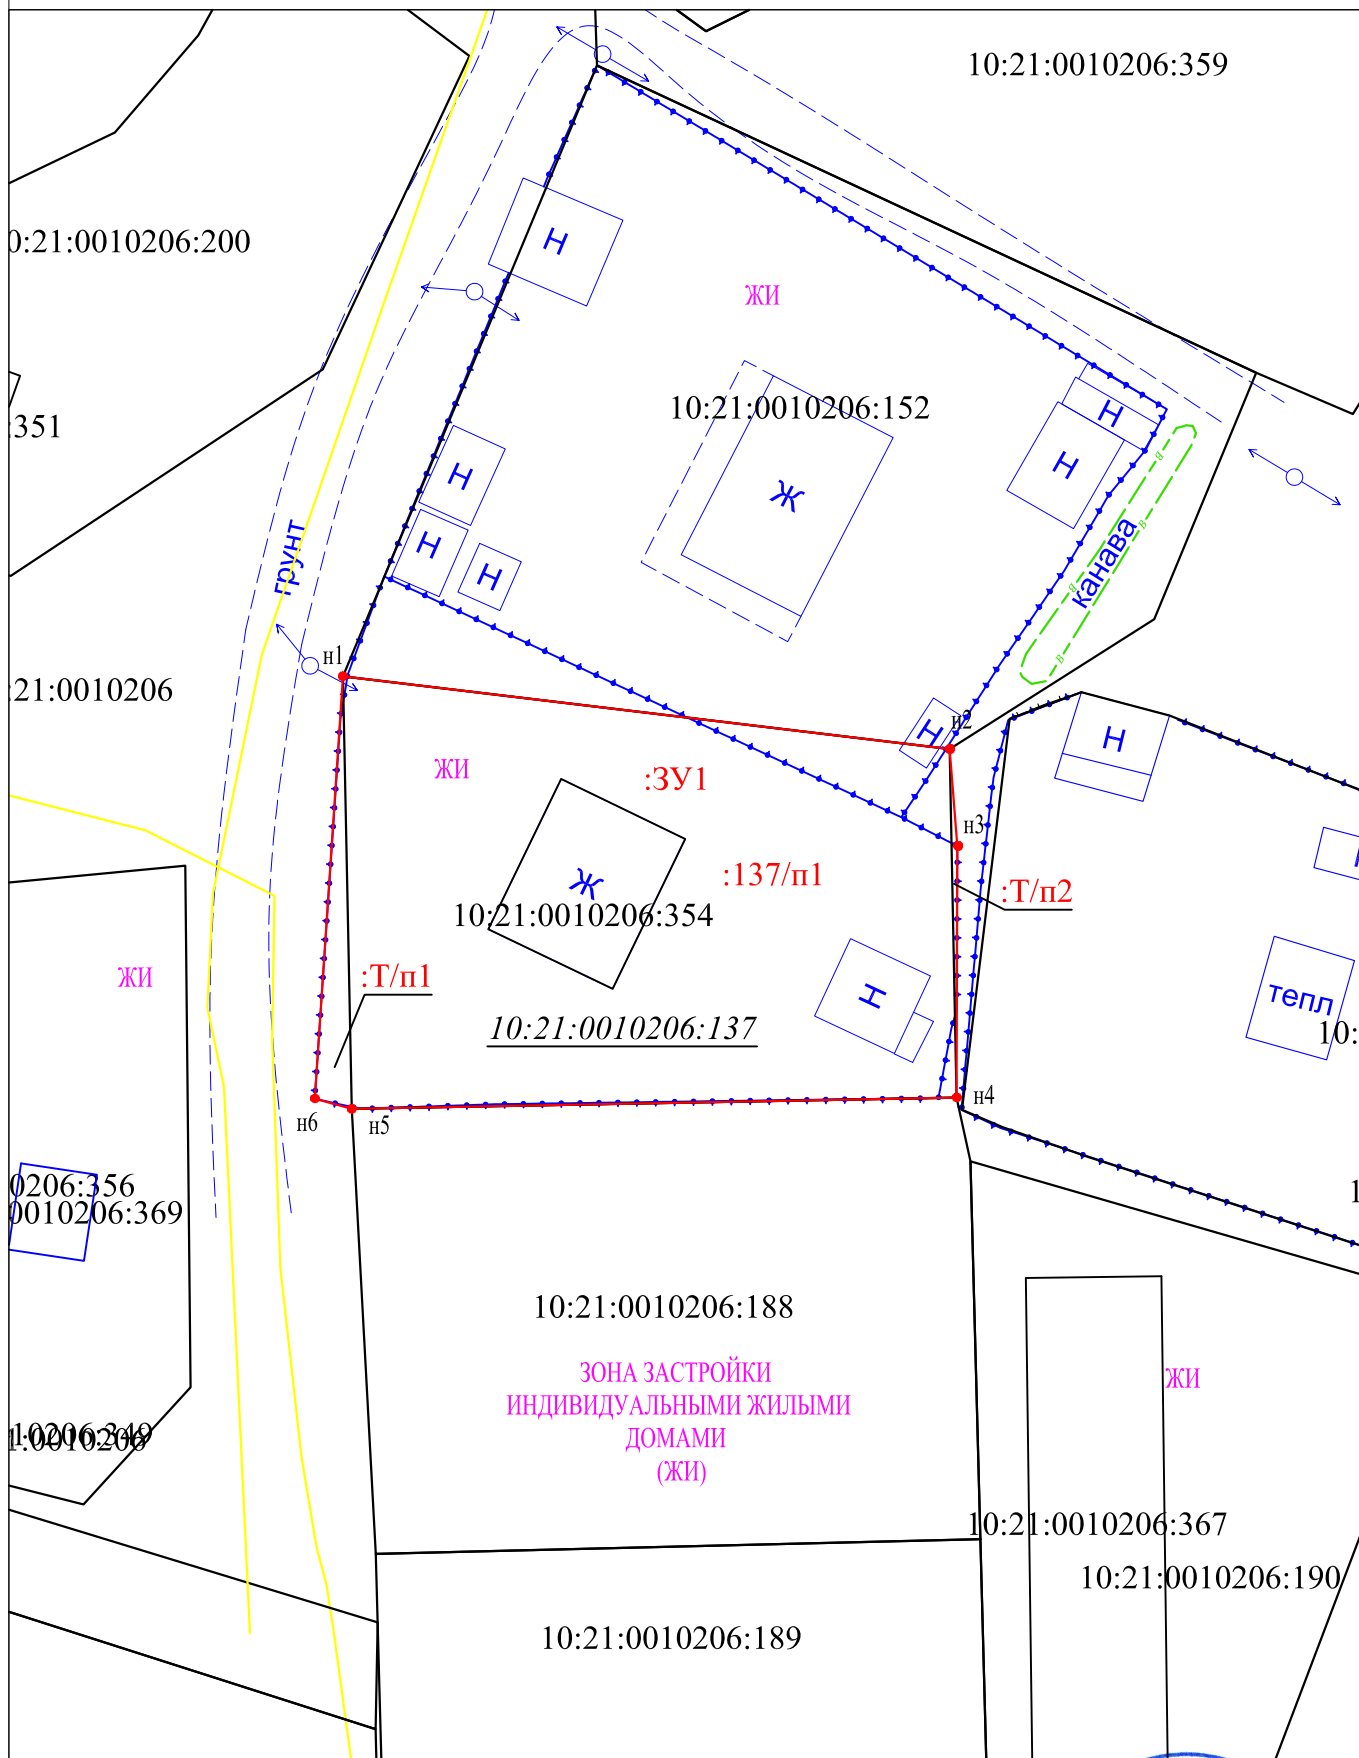 10:21:0010206:359
0:21:0010206:200
Н
ЖИ
10:21:0010206:152
Н
:351
Н
Ж
Н
Н
грунт
Н
канава
н1
:21:0010206
н2
Н
Н
ЖИ
:ЗУ1
н3
:137/п1
Ж
:Т/п2
10:21:0010206:354
:Т/п1
ЖИ
Н
тепл
10:21:0010206:137
10:
н4
н6
н5
0206:356
0010206:369
1
10:21:0010206:188
ЗОНА ЗАСТРОЙКИ
ИНДИВИДУАЛЬНЫМИ ЖИЛЫМИ
ДОМАМИ
(ЖИ)
ЖИ
10:21:0010206:367
10:21:0010206:190
10:21:0010206:189